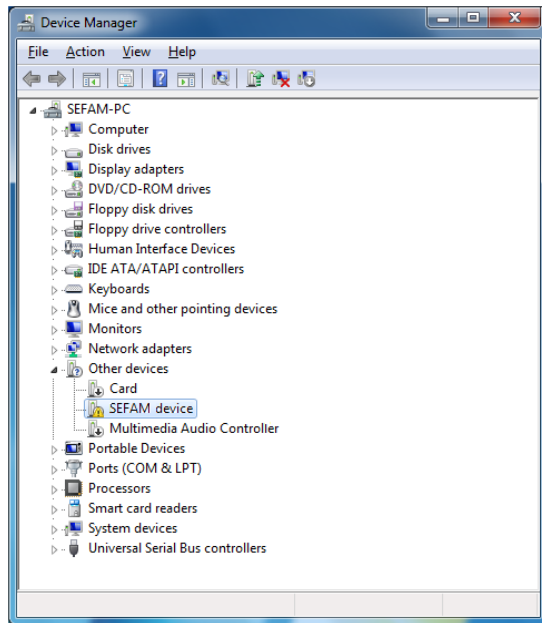 Device Manager
File Action View Help
SEFAM-PC
Computer
Disk drives
Display adapters
DVD/CD-ROM drives
Floppy disk drives
Floppy drive controllers
Human Interface Devices
IDE ATA/ATAPI controllers
Keyboards
Mice and other pointing devices
Monitors
Network adapters
Other devices
Card
SEFAM device
Multimedia Audio Controller
Portable Devices
Ports (COM & LPT)
Processors
Smart card readers
System devices
Universal Serial Bus controllers